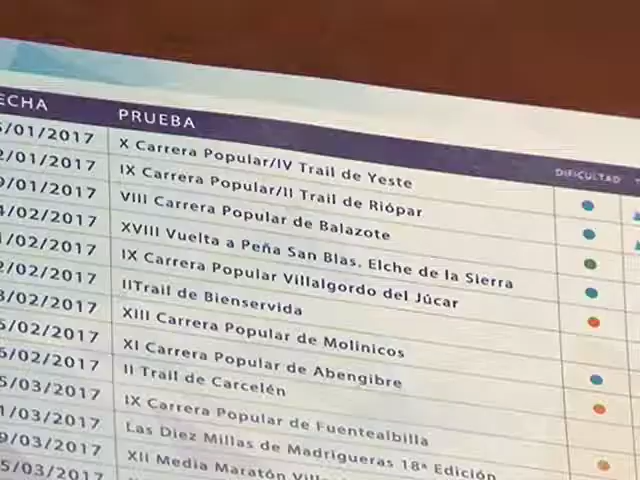 ECHA PRUEBA DIFICULTAD
5/01/2017 X Carrera Popular/IV Trail de Yeste
2/01/2017 IX Carrera Popular/II Trail de Riópar
9/01/2017 VIII Carrera Popular de Balazote
4/02/2017 XVIII Vuelta a Peña San Blas. Elche de la Sierra
1/02/2017 IX Carrera Popular Villalgordo del Júcar
2/02/2017 IITrail de Bienservida
8/02/2017 XIII Carrera Popular de Molinicos
5/02/2017 XI Carrera Popular de Abengibre
6/02/2017 II Trail de Carcelén
5/03/2017 IX Carrera Popular de Fuentealbilla
1/03/2017 Las Diez Millas de Madrigueras 18ª Edición
9/03/2017 XII Media Maratón
5/03/2017